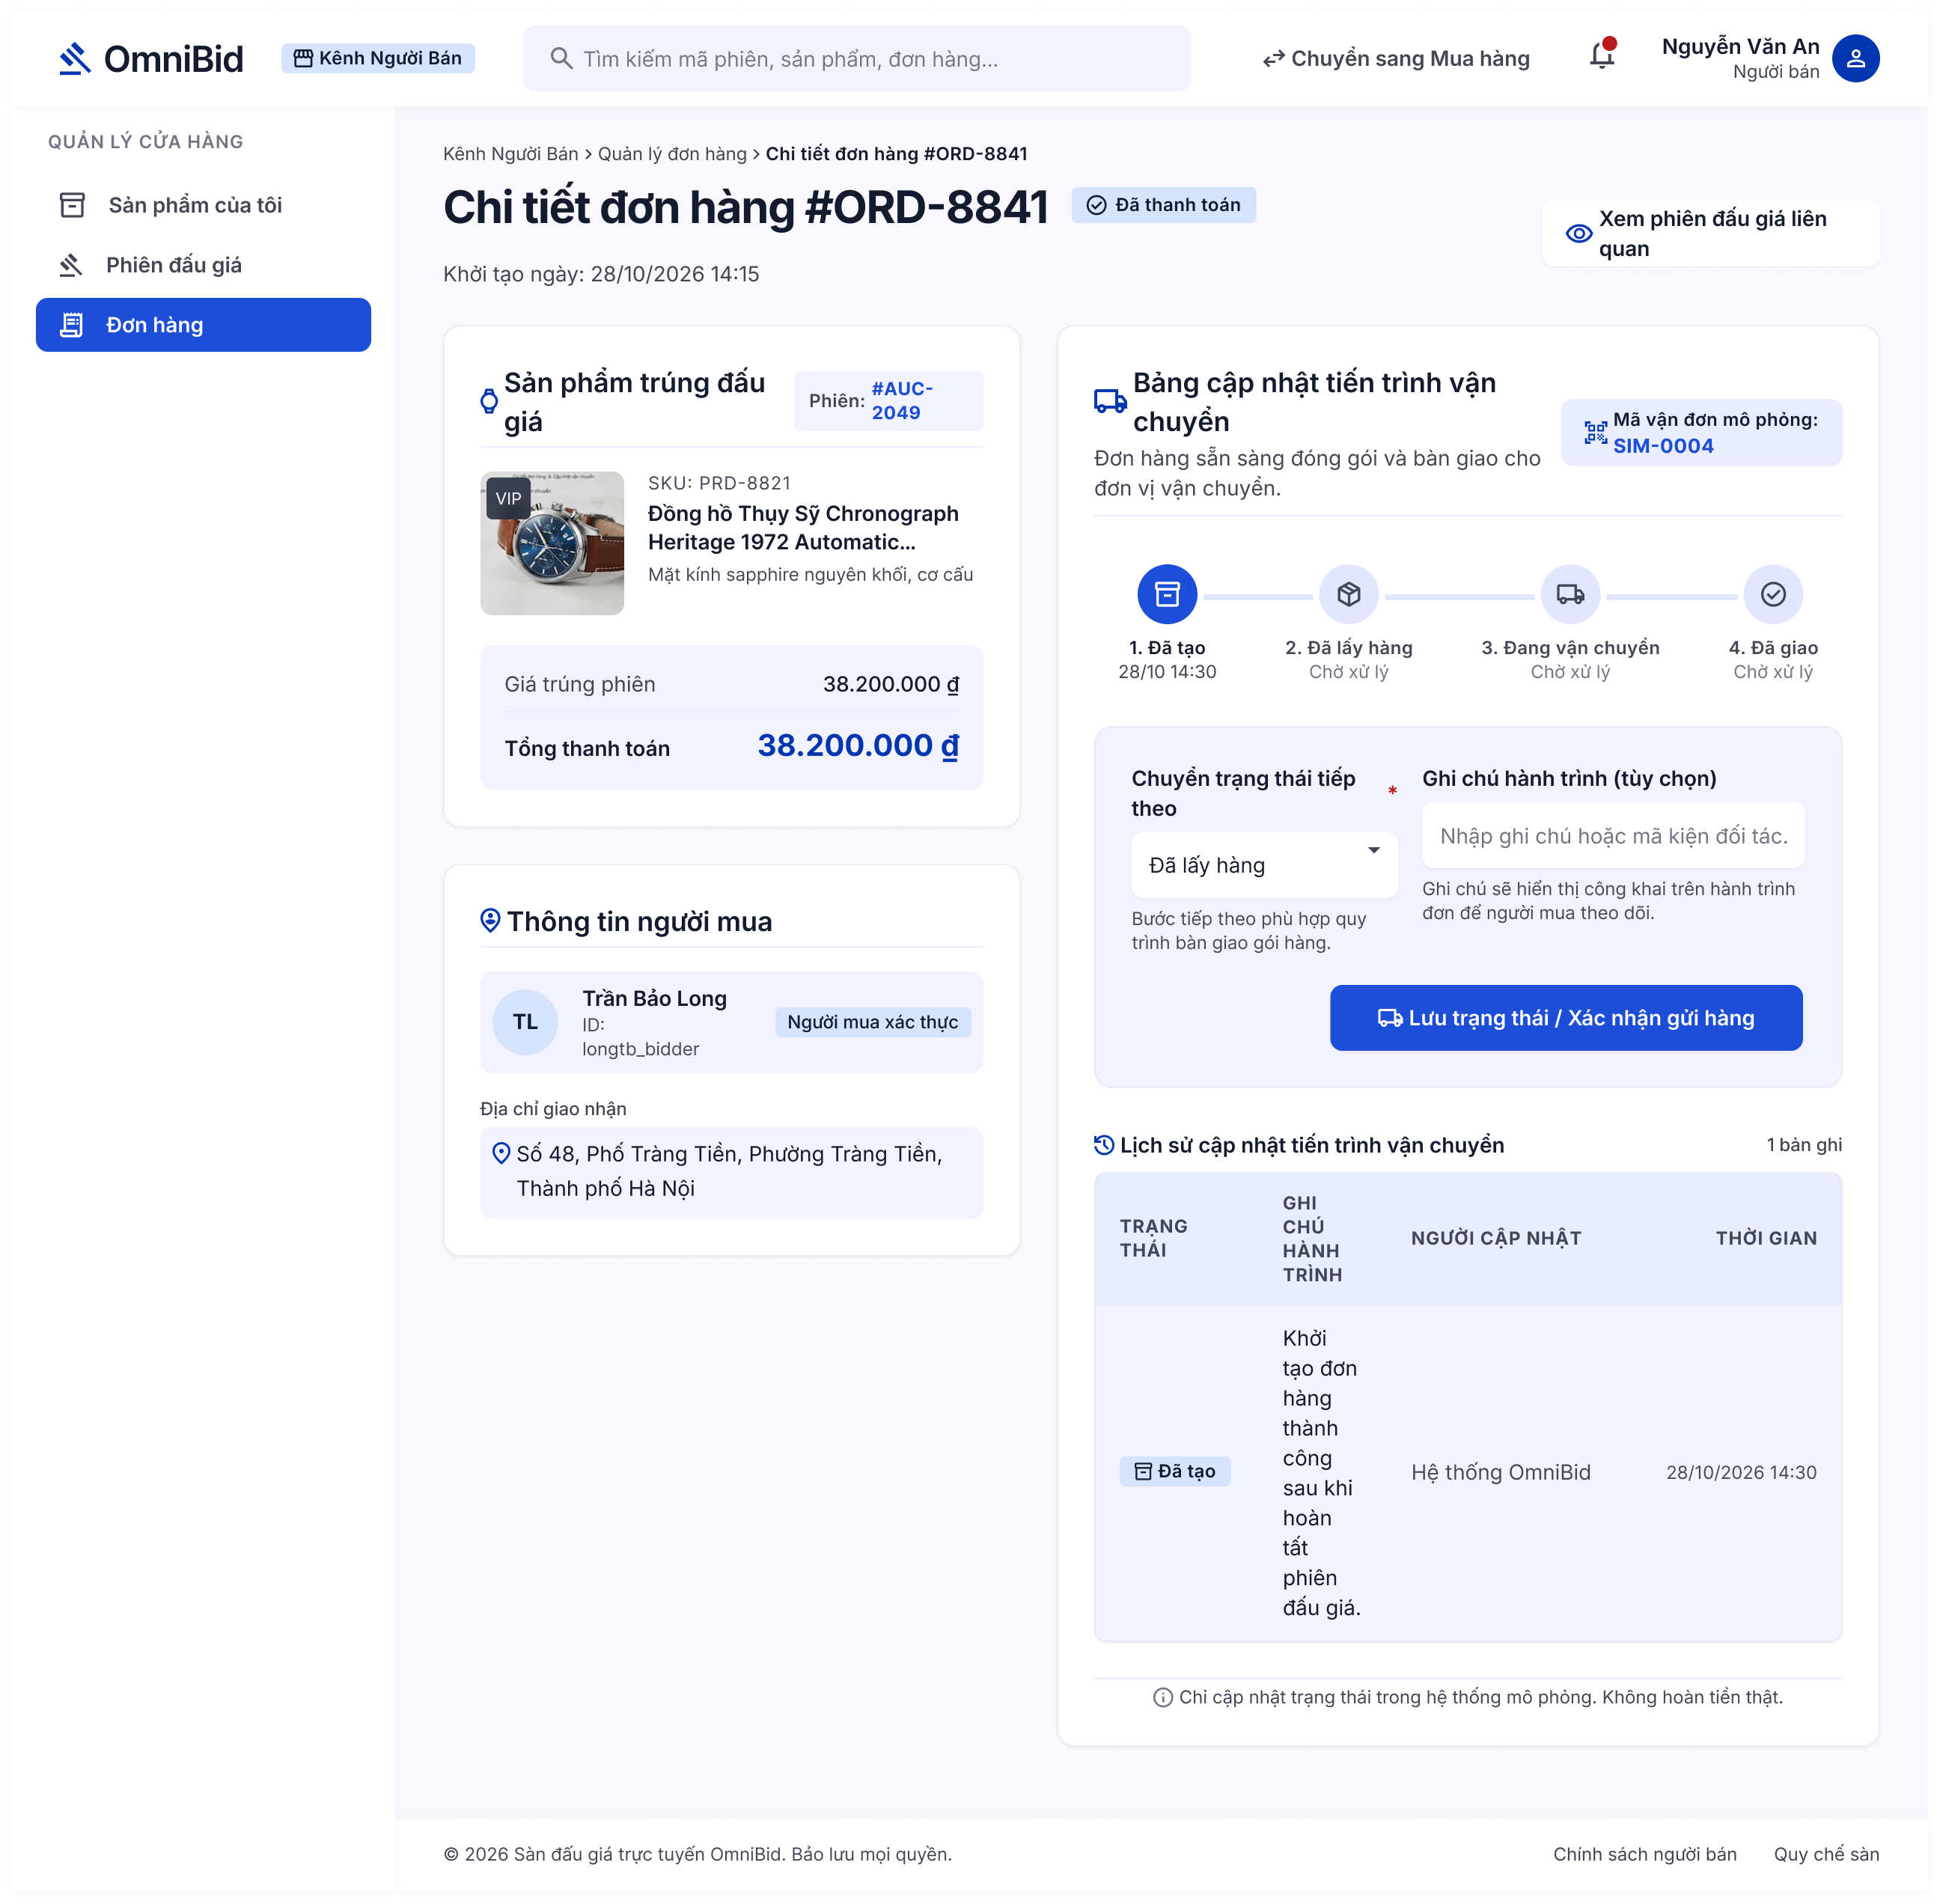 OmniBid
Kênh Người Bán
Tìm kiếm mã phiên, sản phẩm, đơn hàng...
Chuyển sang Mua hàng
Nguyễn Văn An
Người bán
QUẢN LÝ CỬA HÀNG
Sản phẩm của tôi
Phiên đấu giá
Đơn hàng
Kênh Người Bán › Quản lý đơn hàng › Chi tiết đơn hàng #ORD-8841
Chi tiết đơn hàng #ORD-8841
Đã thanh toán
Khởi tạo ngày: 28/10/2026 14:15
Xem phiên đấu giá liên
quan
Sản phẩm trúng đấu
giá
Phiên:
#AUC-
2049
VIP
SKU: PRD-8821
Đồng hồ Thụy Sỹ Chronograph
Heritage 1972 Automatic...
Mặt kính sapphire nguyên khối, cơ cấu
Giá trúng phiên
38.200.000 ₫
Tổng thanh toán
38.200.000 ₫
Thông tin người mua
TL
Trần Bảo Long
ID:
longtb_bidder
Người mua xác thực
Địa chỉ giao nhận
Số 48, Phố Tràng Tiền, Phường Tràng Tiền,
Thành phố Hà Nội
Bảng cập nhật tiến trình vận
chuyển
Đơn hàng sẵn sàng đóng gói và bàn giao cho
đơn vị vận chuyển.
Mã vận đơn mô phỏng:
SIM-0004
1. Đã tạo
28/10 14:30
2. Đã lấy hàng
Chờ xử lý
3. Đang vận chuyển
Chờ xử lý
4. Đã giao
Chờ xử lý
Chuyển trạng thái tiếp
theo
*
Đã lấy hàng
Bước tiếp theo phù hợp quy
trình bàn giao gói hàng.
Ghi chú hành trình (tùy chọn)
Nhập ghi chú hoặc mã kiện đối tác.
Ghi chú sẽ hiển thị công khai trên hành trình
đơn để người mua theo dõi.
Lưu trạng thái / Xác nhận gửi hàng
Lịch sử cập nhật tiến trình vận chuyển
1 bản ghi
TRẠNG
THÁI
GHI
CHÚ
HÀNH
TRÌNH
NGƯỜI CẬP NHẬT
THỜI GIAN
Đã tạo
Khởi
tạo đơn
hàng
thành
công
sau khi
hoàn
tất
phiên
đấu giá.
Hệ thống OmniBid
28/10/2026 14:30
Chỉ cập nhật trạng thái trong hệ thống mô phỏng. Không hoàn tiền thật.
© 2026 Sàn đấu giá trực tuyến OmniBid. Bảo lưu mọi quyền.
Chính sách người bán
Quy chế sàn